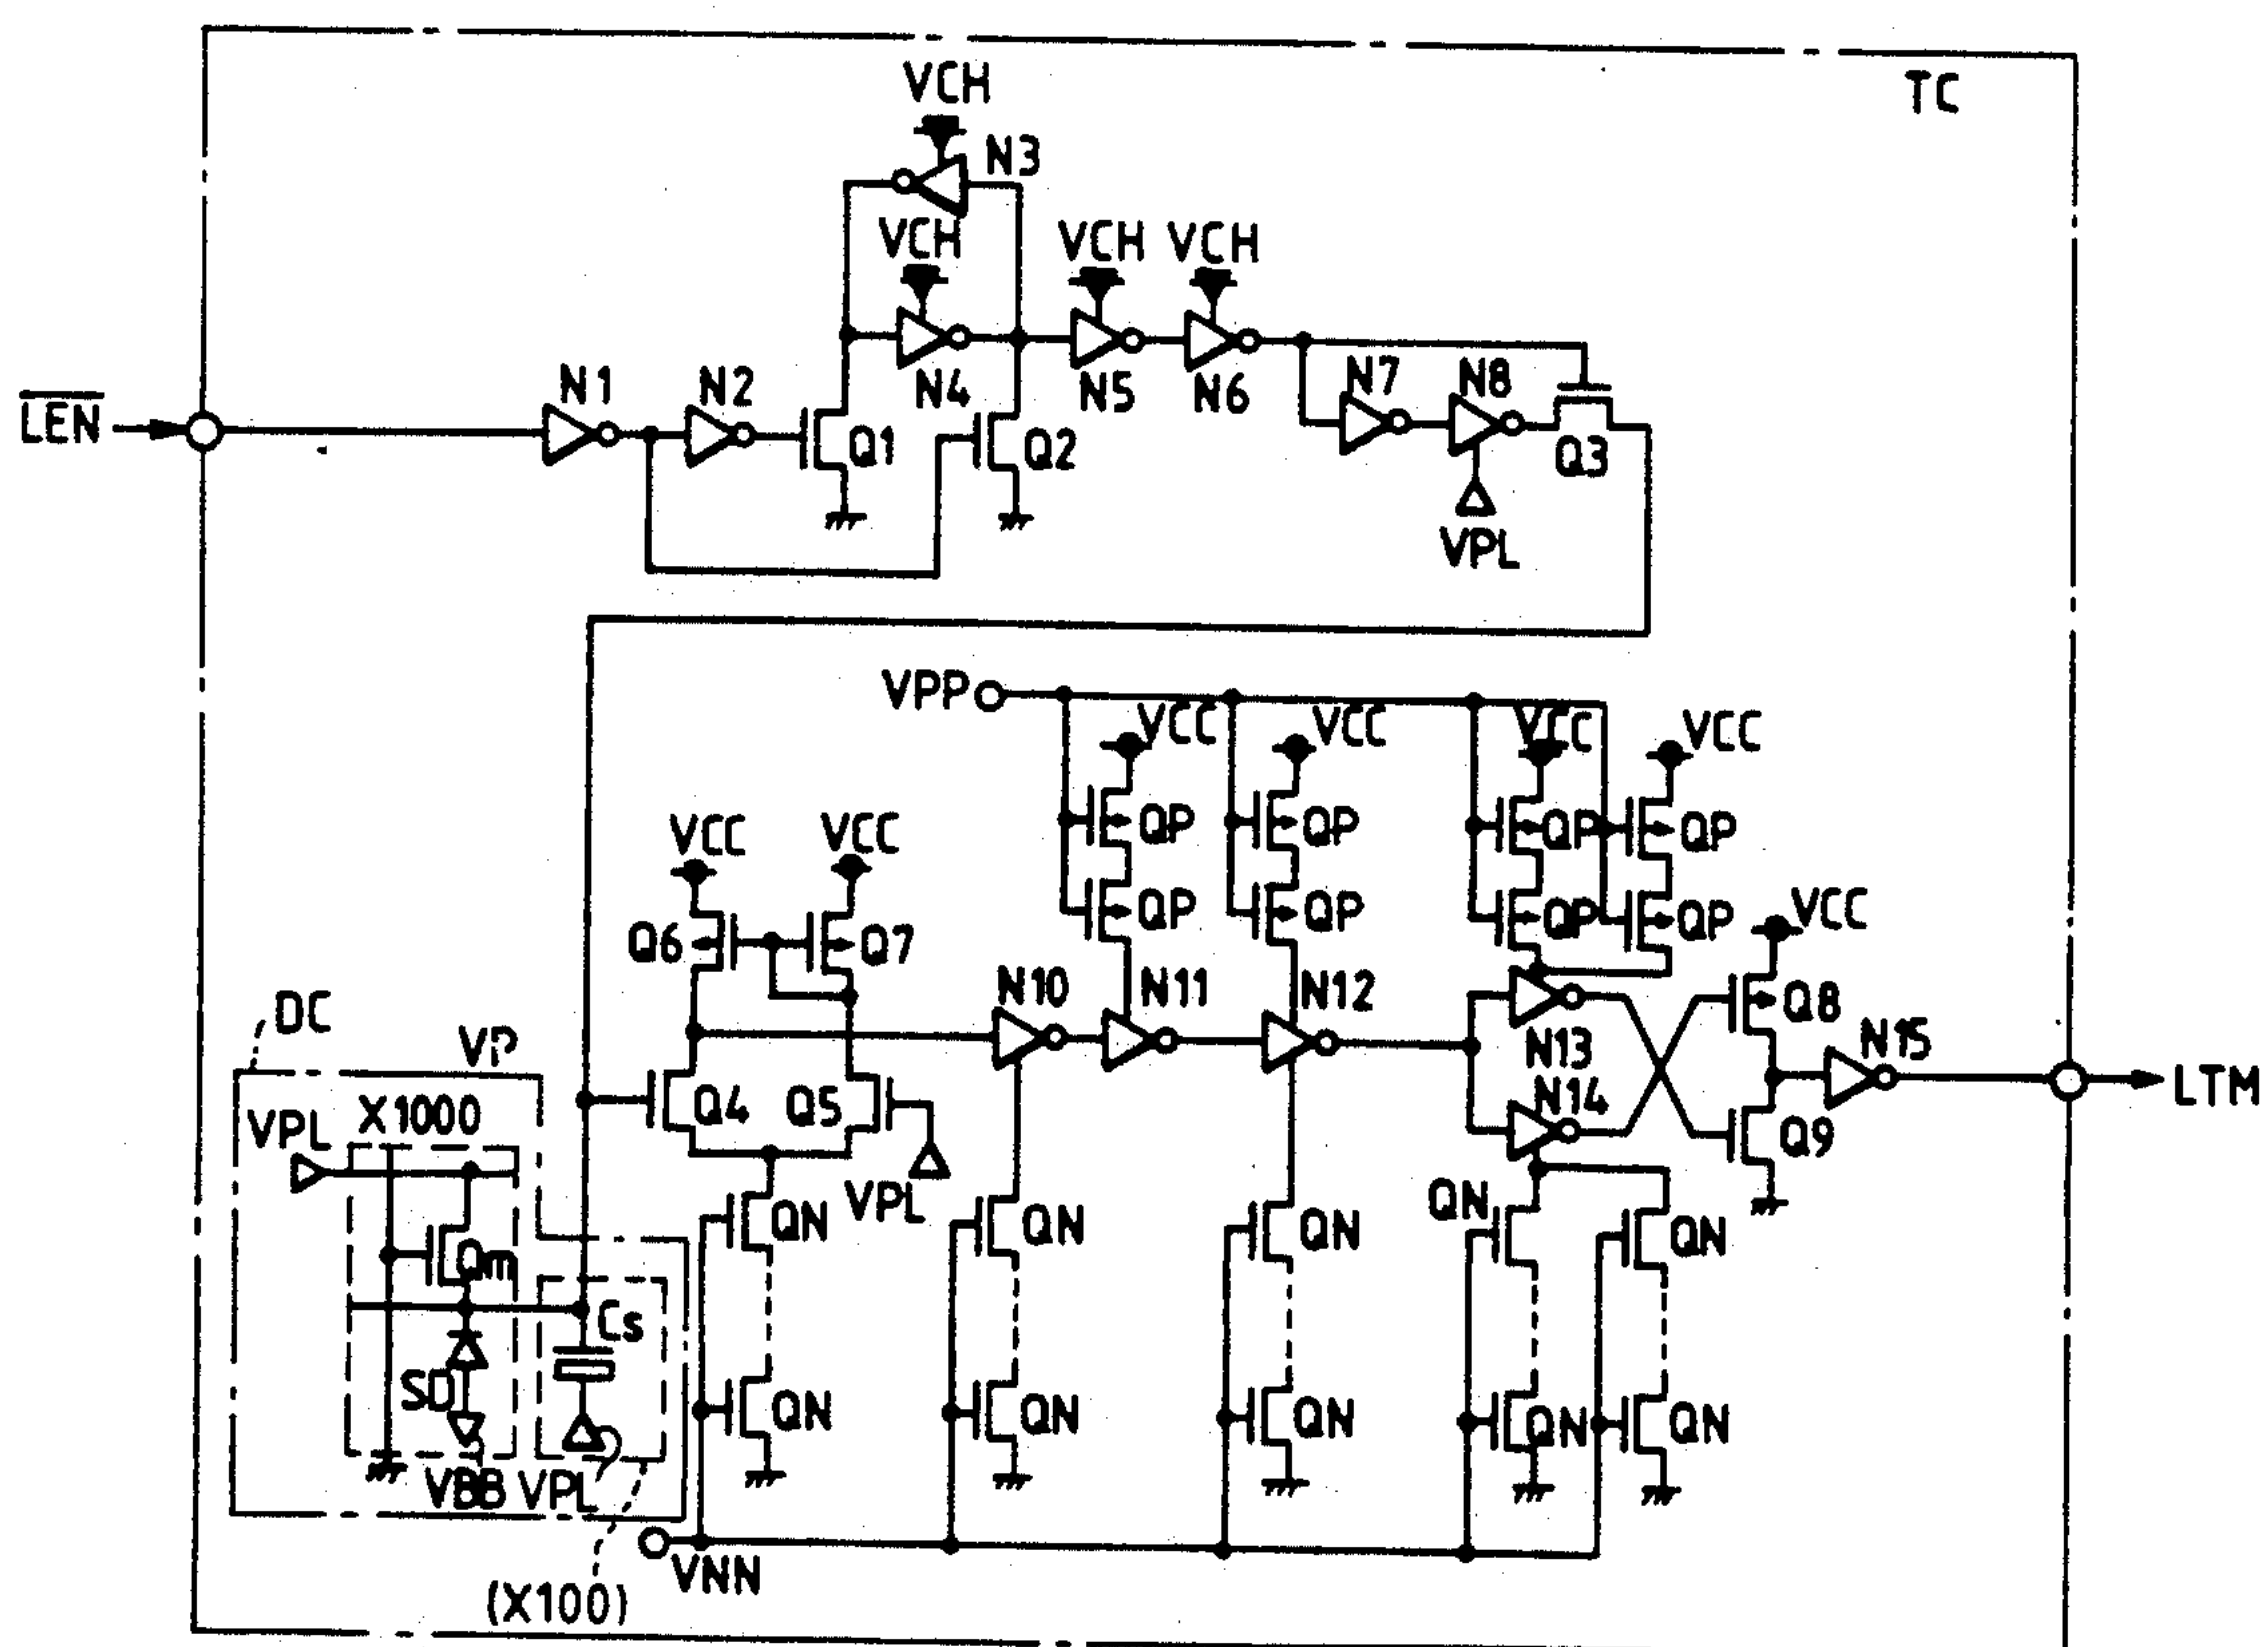 TC
VCH
N3
VCH
VCH
VCH
N1
N2
N4
N5
N6
N7
N8
LEN
Q1
Q2
Q3
VPL
VPP
VCC
VCC
VCC
VCC
QP
QP
QP
QP
VCC
VCC
QP
QP
QP
QP
VCC
Q6
Q7
N10
N11
N12
Q8
DC
VP
N13
N15
X1000
Q4
Q5
N14
LTM
VPL
Q9
VPL
QN
QN
QN
QN
QN
Qm
Cs
SD
QN
QN
QN
QN
QN
VBB
VPL
VNN
(X100)